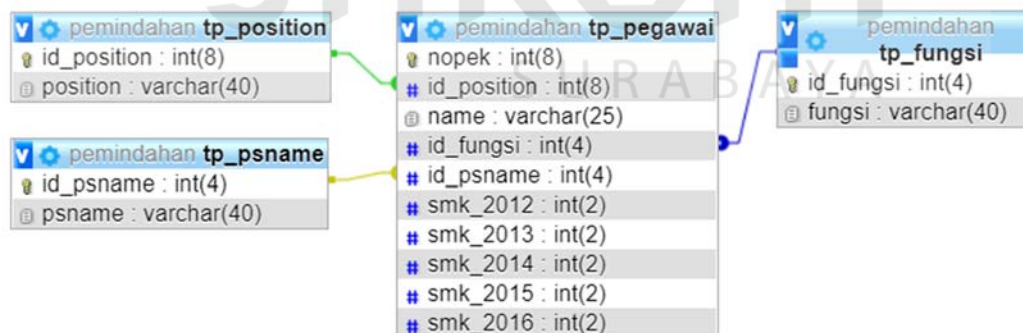 pemindahan tp_position
id_position : int(8)
position : varchar(40)
pemindahan tp_psname
id_psname : int(4)
psname : varchar(40)
pemindahan tp_pegawai
nopek : int(8)
id_position : int(8)
name : varchar(25)
id_fungsi : int(4)
id_psname : int(4)
smk_2012 : int(2)
smk_2013 : int(2)
smk_2014 : int(2)
smk_2015 : int(2)
smk_2016 : int(2)
pemindahan
tp_fungsi
id_fungsi : int(4)
fungsi : varchar(40)
SURABAYA